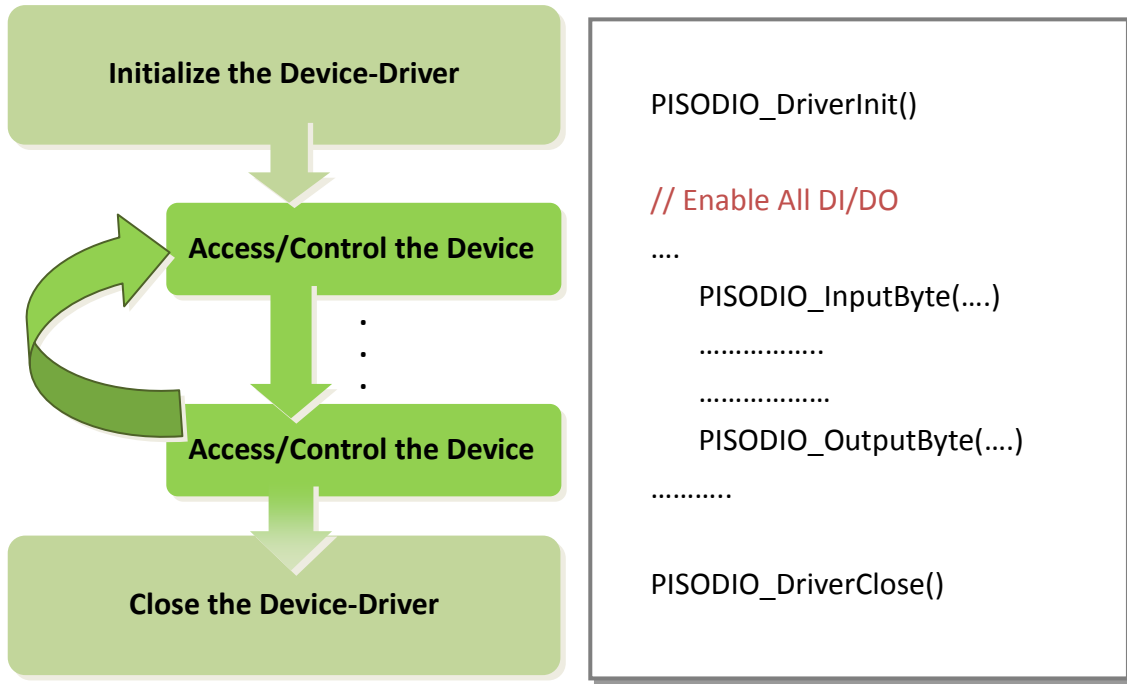 Initialize the Device-Driver
Access/Control the Device
.
.
.
Access/Control the Device
Close the Device-Driver
PISODIO_DriverInit()
// Enable All DI/DO
….
PISODIO_InputByte(….)
……………..
………………
PISODIO_OutputByte(….)
………..
PISODIO_DriverClose()